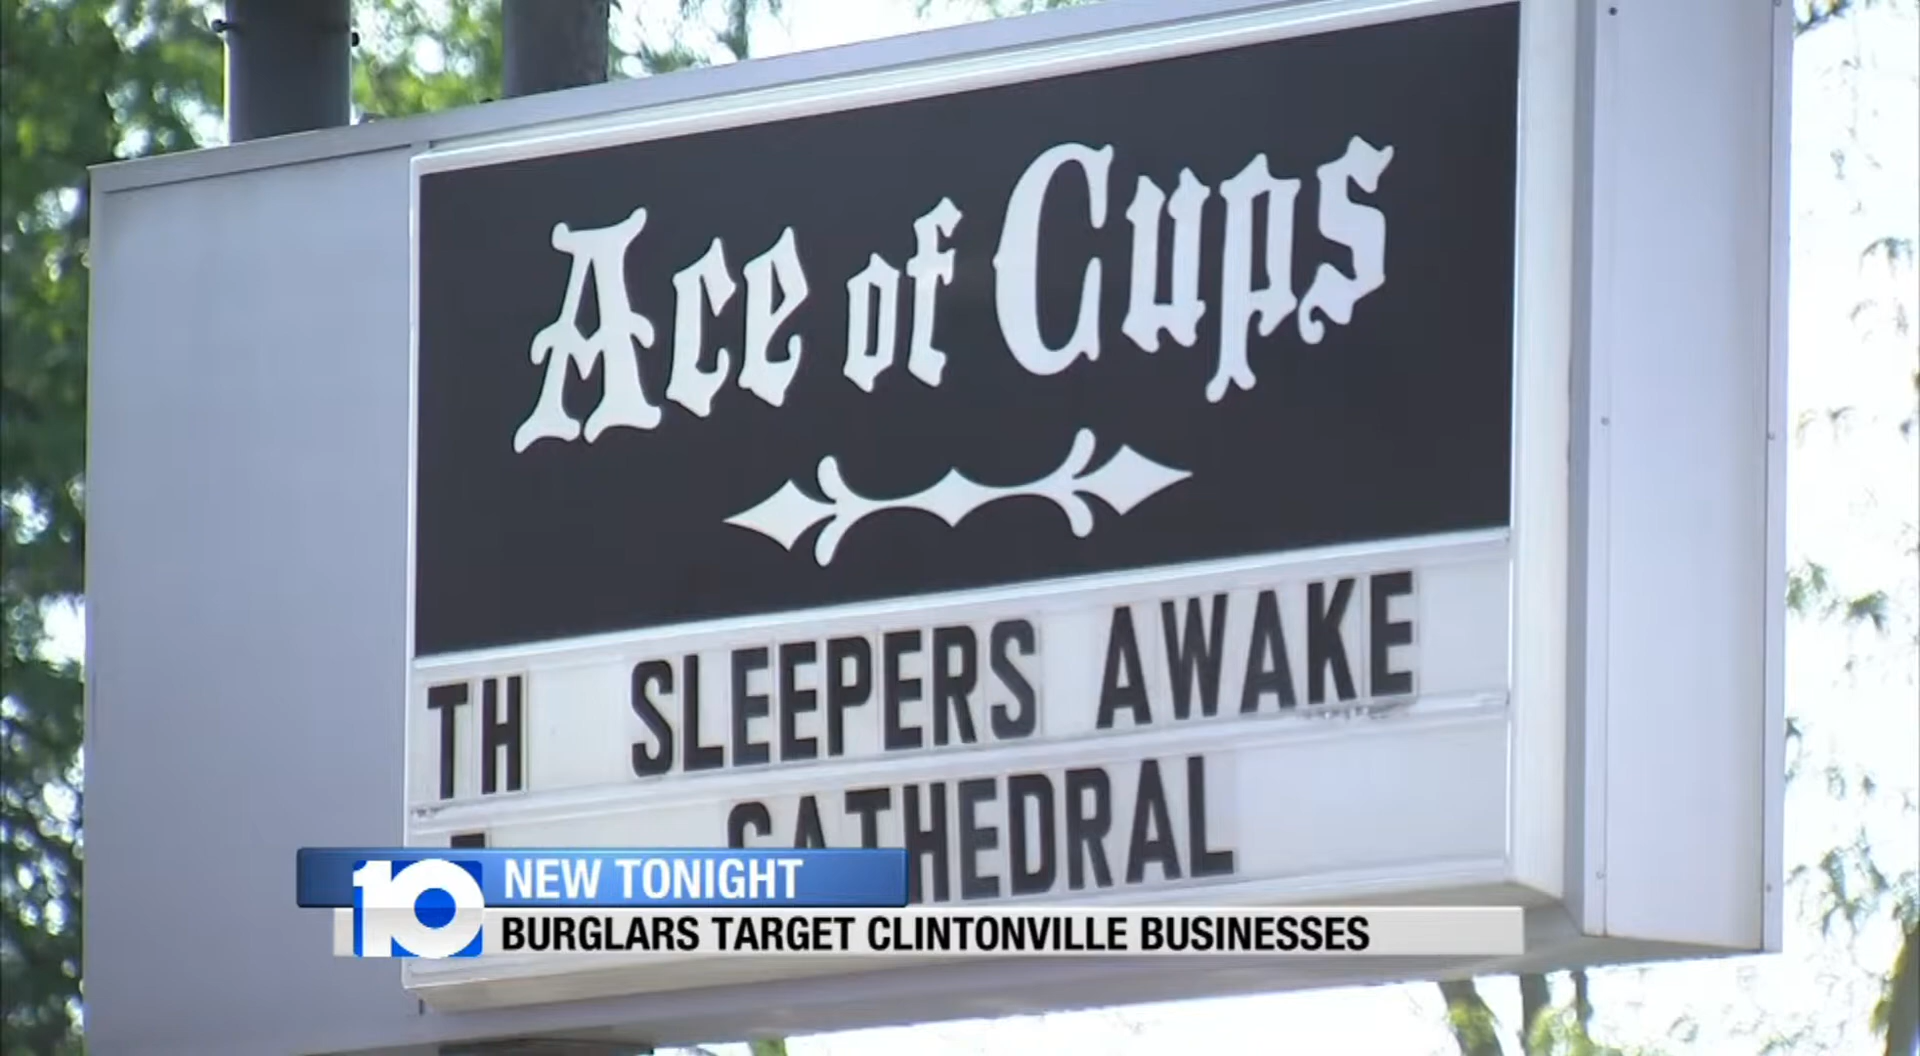 Ace of Cups
TH SLEEPERS AWAKE
CATHEDRAL
10
NEW TONIGHT
BURGLARS TARGET CLINTONVILLE BUSINESSES